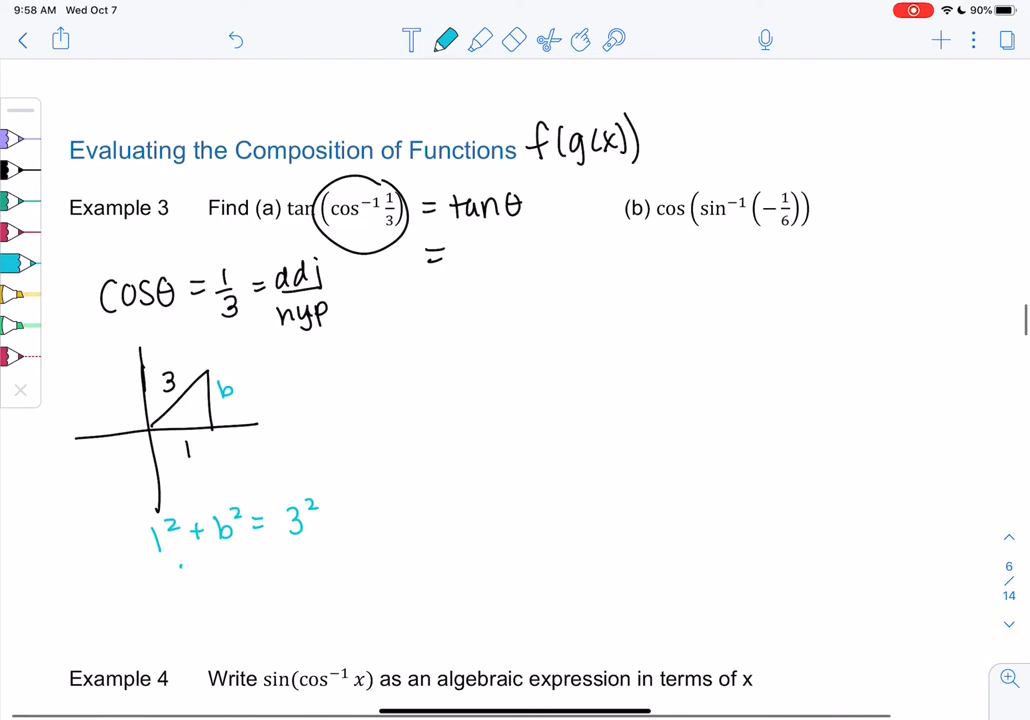 9:58 AM Wed Oct 7
90%
T
Evaluating the Composition of Functions f(g(x))
Example 3 Find (a) tan(cos⁻¹ 1/3) = tanθ (b) cos(sin⁻¹(−1/6))
=
cosθ = 1/3 = adj/hyp
3
b
1
1² + b² = 3²
6
/
14
Example 4 Write sin(cos⁻¹ x) as an algebraic expression in terms of x